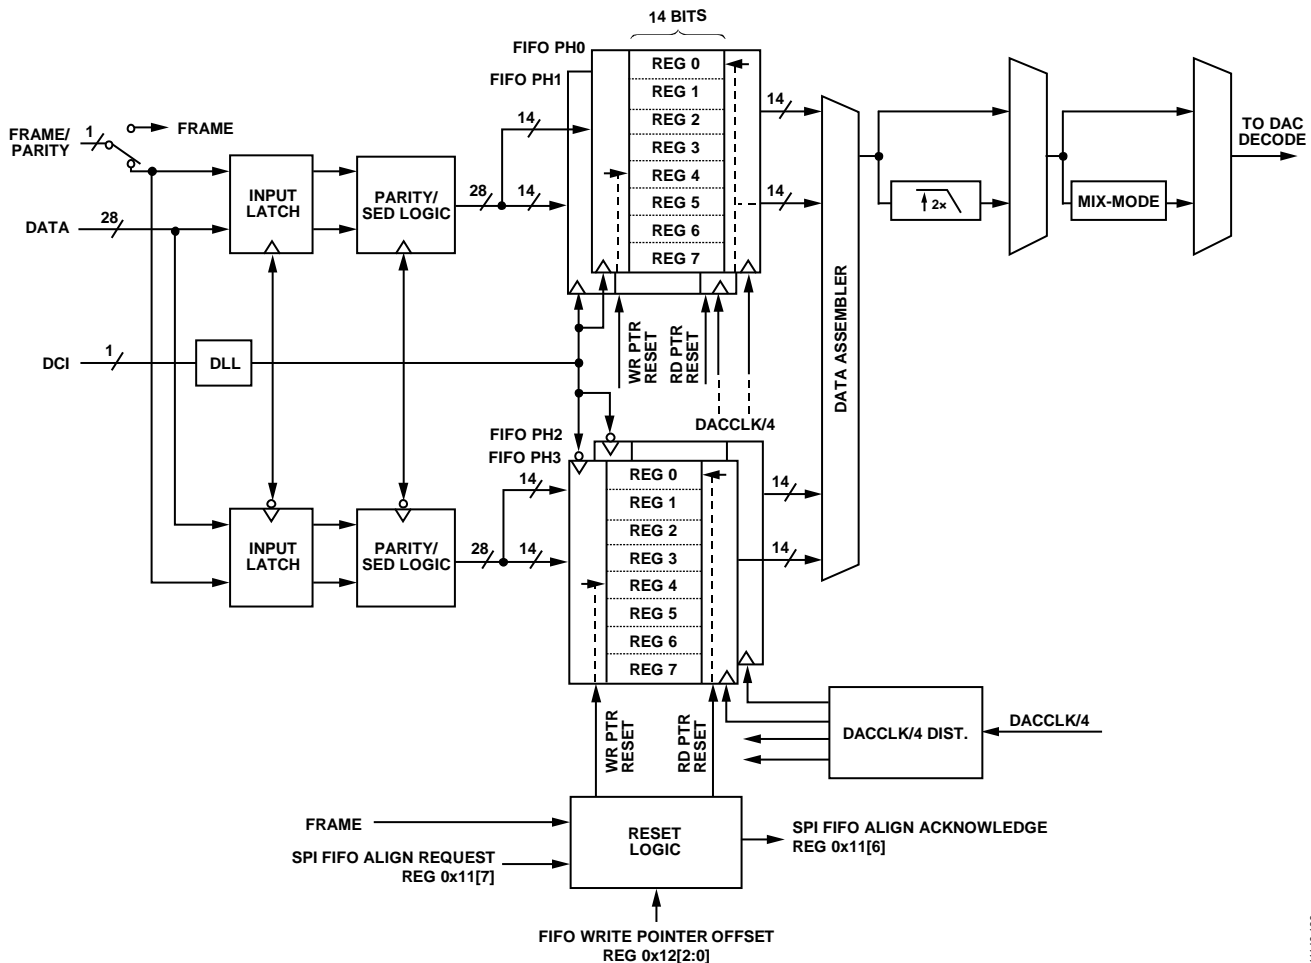 14 BITS
FIFO PH0
FIFO PH1
REG 0
REG 1
REG 2
REG 3
REG 4
REG 5
REG 6
REG 7
14
14
14
14
1
FRAME/
PARITY
FRAME
DATA
28
INPUT
LATCH
PARITY/
SED LOGIC
28
2×
MIX-MODE
TO DAC
DECODE
DCI
1
DLL
WR PTR
RESET
RD PTR
RESET
DACCLK/4
DATA ASSEMBLER
FIFO PH2
FIFO PH3
REG 0
REG 1
REG 2
REG 3
REG 4
REG 5
REG 6
REG 7
14
14
14
14
INPUT
LATCH
PARITY/
SED LOGIC
28
WR PTR
RESET
RD PTR
RESET
DACCLK/4 DIST.
DACCLK/4
FRAME
SPI FIFO ALIGN REQUEST
REG 0x11[7]
RESET
LOGIC
SPI FIFO ALIGN ACKNOWLEDGE
REG 0x11[6]
FIFO WRITE POINTER OFFSET
REG 0x12[2:0]